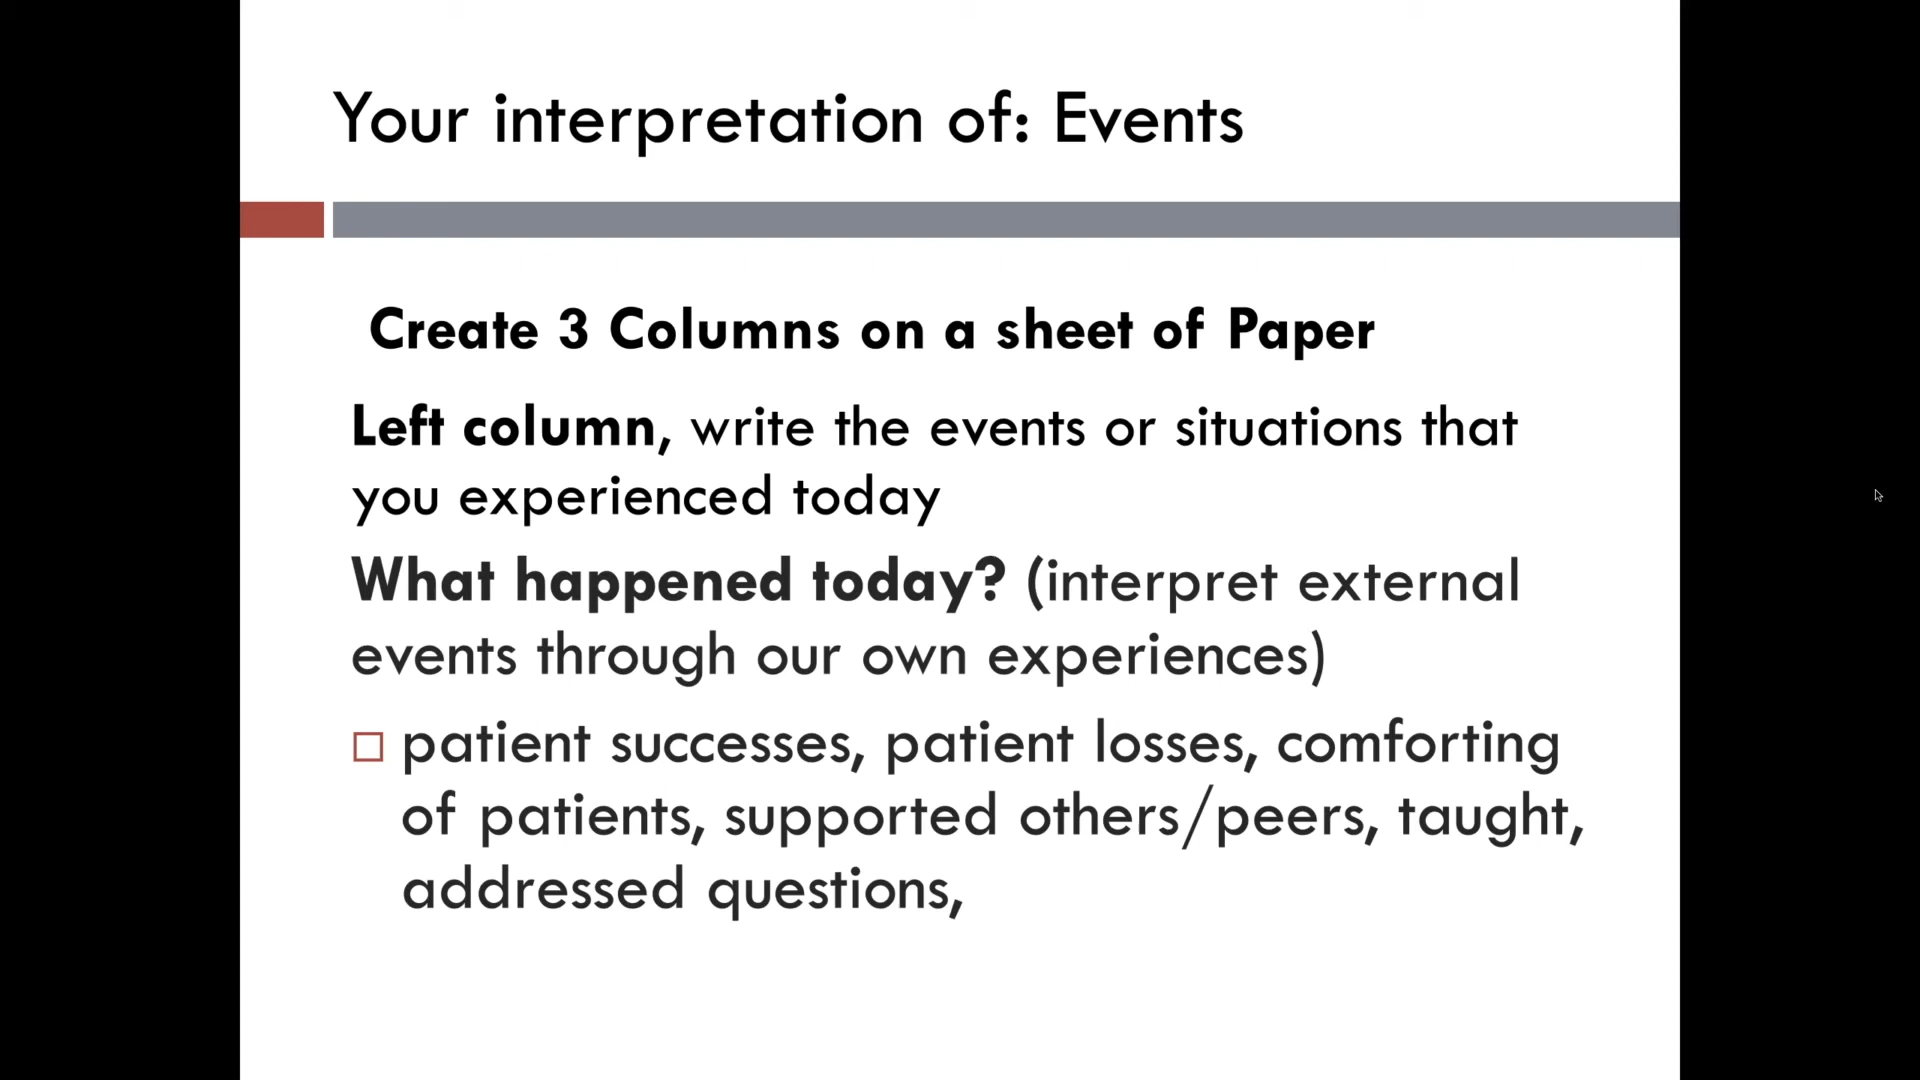 Your interpretation of: Events
Create 3 Columns on a sheet of Paper
Left column, write the events or situations that
you experienced today
What happened today? (interpret external
events through our own experiences)
patient successes, patient losses, comforting
of patients, supported others/peers, taught,
addressed questions,